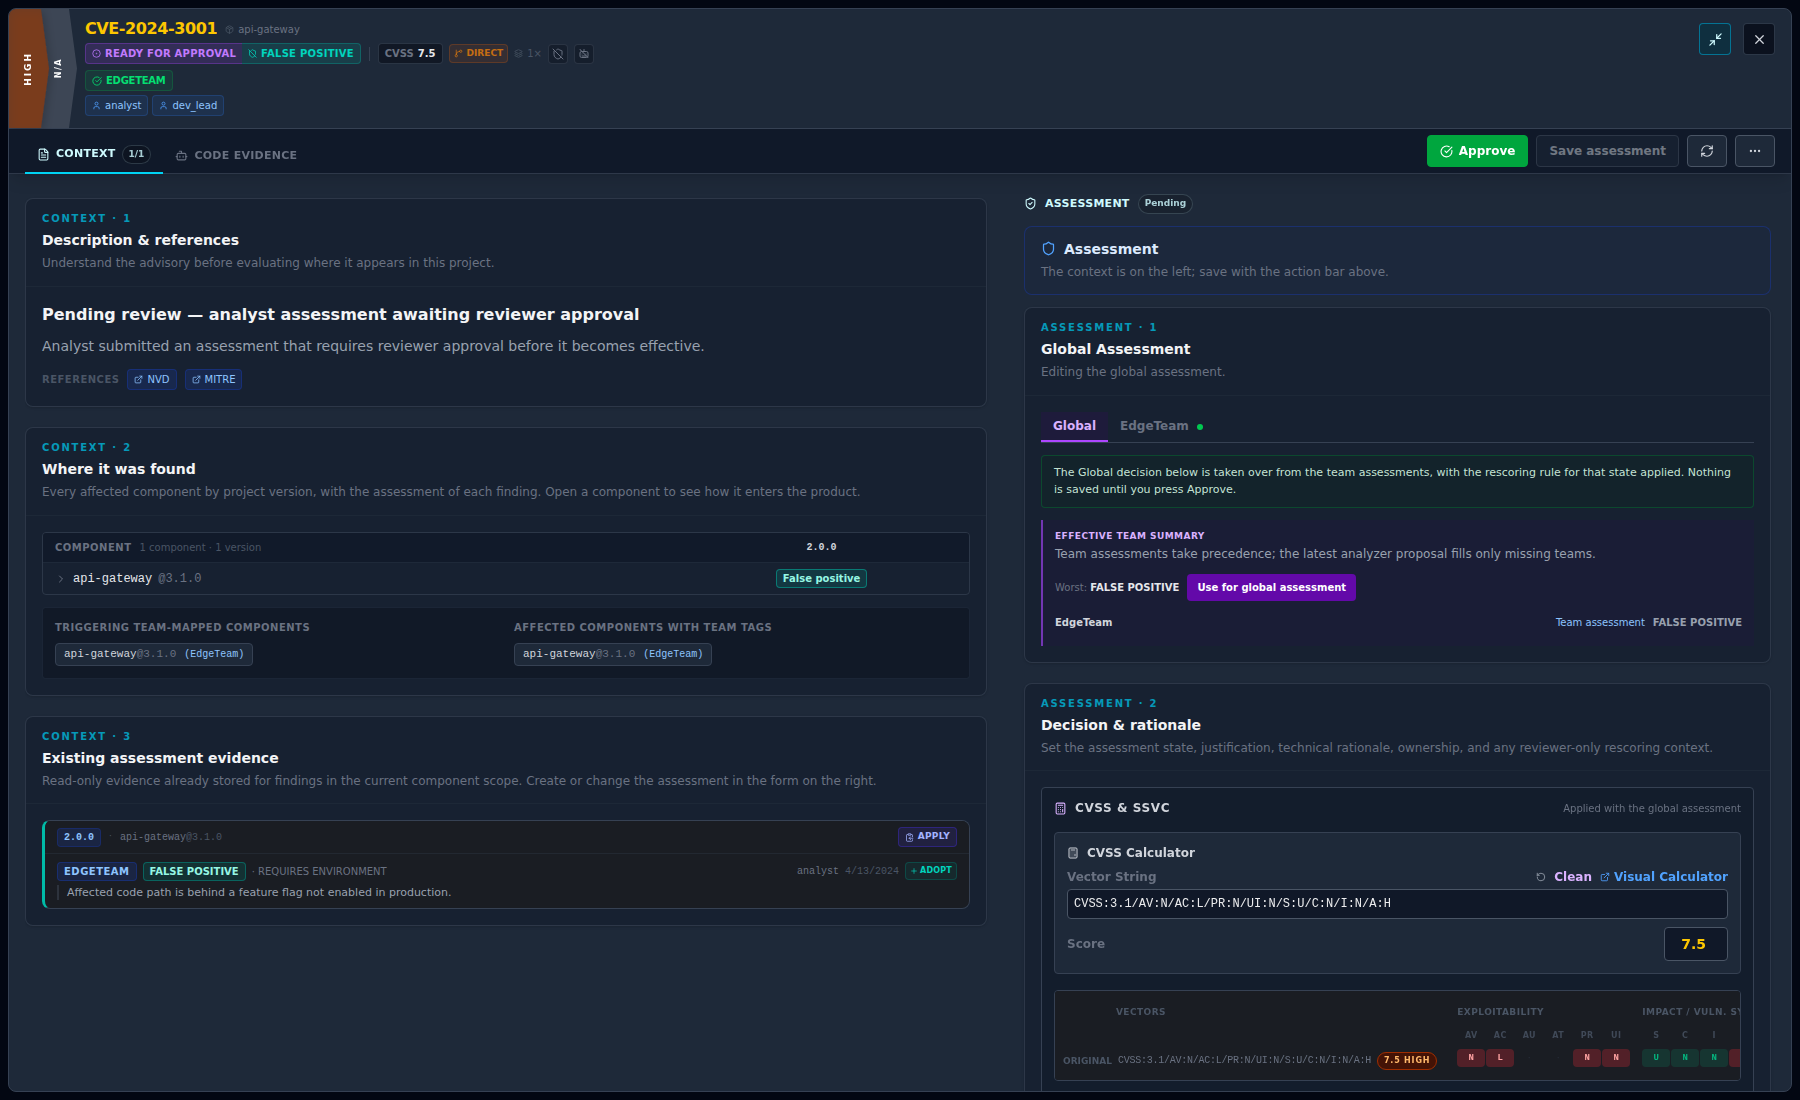 HIGH
N/A
CVE-2024-3001 api-gateway
READY FOR APPROVAL FALSE POSITIVE CVSS 7.5 DIRECT 1×
EDGETEAM
analyst dev_lead
CONTEXT 1/1 CODE EVIDENCE
Approve Save assessment ...
CONTEXT · 1
Description & references
Understand the advisory before evaluating where it appears in this project.
Pending review — analyst assessment awaiting reviewer approval
Analyst submitted an assessment that requires reviewer approval before it becomes effective.
REFERENCES NVD MITRE
CONTEXT · 2
Where it was found
Every affected component by project version, with the assessment of each finding. Open a component to see how it enters the product.
COMPONENT 1 component · 1 version 2.0.0
api-gateway @3.1.0 False positive
TRIGGERING TEAM-MAPPED COMPONENTS
api-gateway@3.1.0 (EdgeTeam)
AFFECTED COMPONENTS WITH TEAM TAGS
api-gateway@3.1.0 (EdgeTeam)
CONTEXT · 3
Existing assessment evidence
Read-only evidence already stored for findings in the current component scope. Create or change the assessment in the form on the right.
2.0.0 · api-gateway@3.1.0 APPLY
EDGETEAM FALSE POSITIVE · REQUIRES ENVIRONMENT analyst 4/13/2024 + ADOPT
Affected code path is behind a feature flag not enabled in production.
ASSESSMENT Pending
Assessment
The context is on the left; save with the action bar above.
ASSESSMENT · 1
Global Assessment
Editing the global assessment.
Global EdgeTeam
The Global decision below is taken over from the team assessments, with the rescoring rule for that state applied. Nothing
is saved until you press Approve.
EFFECTIVE TEAM SUMMARY
Team assessments take precedence; the latest analyzer proposal fills only missing teams.
Worst: FALSE POSITIVE Use for global assessment
EdgeTeam Team assessment FALSE POSITIVE
ASSESSMENT · 2
Decision & rationale
Set the assessment state, justification, technical rationale, ownership, and any reviewer-only rescoring context.
CVSS & SSVC Applied with the global assessment
CVSS Calculator
Vector String Clean Visual Calculator
CVSS:3.1/AV:N/AC:L/PR:N/UI:N/S:U/C:N/I:N/A:H
Score 7.5
VECTORS EXPLOITABILITY IMPACT / VULN. SY
AV AC AU AT PR UI S C I
ORIGINAL CVSS:3.1/AV:N/AC:L/PR:N/UI:N/S:U/C:N/I:N/A:H 7.5 HIGH N L N N U N N